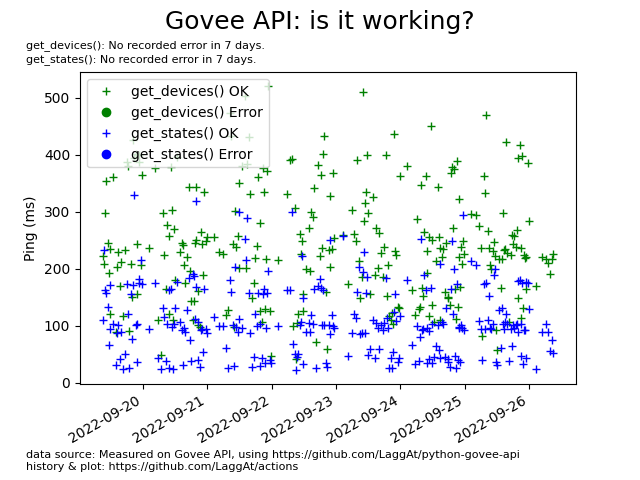 Govee API: is it working?
get_devices(): No recorded error in 7 days.
get_states(): No recorded error in 7 days.
get_devices() OK
get_devices() Error
get_states() OK
get_states() Error
Ping (ms)
500
400
300
200
100
0
2022-09-20
2022-09-21
2022-09-22
2022-09-23
2022-09-24
2022-09-25
2022-09-26
data source: Measured on Govee API, using https://github.com/LaggAt/python-govee-api
history & plot: https://github.com/LaggAt/actions